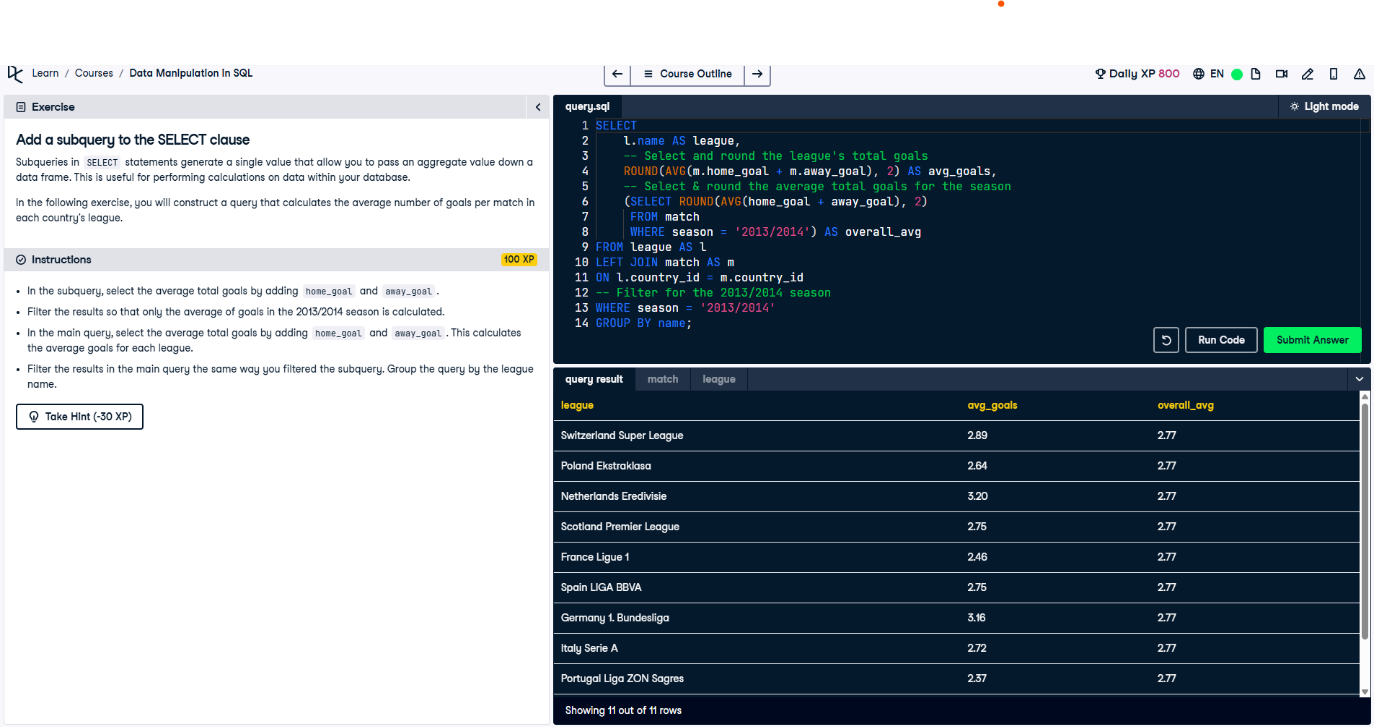 Learn / Courses / Data Manipulation in SQL
Course Outline
Daily XP 800
EN
Exercise
Add a subquery to the SELECT clause
Subqueries in SELECT statements generate a single value that allow you to pass an aggregate value down a
data frame. This is useful for performing calculations on data within your database.
In the following exercise, you will construct a query that calculates the average number of goals per match in
each country's league.
Instructions
100 XP
• In the subquery, select the average total goals by adding home_goal and away_goal.
• Filter the results so that only the average of goals in the 2013/2014 season is calculated.
• In the main query, select the average total goals by adding home_goal and away_goal. This calculates
the average goals for each league.
• Filter the results in the main query the same way you filtered the subquery. Group the query by the league
name.
Take Hint (-30 XP)
query.sql
Light mode
1 SELECT
2 l.name AS league,
3 -- Select and round the league's total goals
4 ROUND(AVG(m.home_goal + m.away_goal), 2) AS avg_goals,
5 -- Select & round the average total goals for the season
6 (SELECT ROUND(AVG(home_goal + away_goal), 2)
7 FROM match
8 WHERE season = '2013/2014') AS overall_avg
9 FROM league AS l
10 LEFT JOIN match AS m
11 ON l.country_id = m.country_id
12 -- Filter for the 2013/2014 season
13 WHERE season = '2013/2014'
14 GROUP BY name;
Run Code
Submit Answer
query result match league
league avg_goals overall_avg
Switzerland Super League 2.89 2.77
Poland Ekstraklasa 2.64 2.77
Netherlands Eredivisie 3.20 2.77
Scotland Premier League 2.75 2.77
France Ligue 1 2.46 2.77
Spain LIGA BBVA 2.75 2.77
Germany 1. Bundesliga 3.16 2.77
Italy Serie A 2.72 2.77
Portugal Liga ZON Sagres 2.37 2.77
Showing 11 out of 11 rows